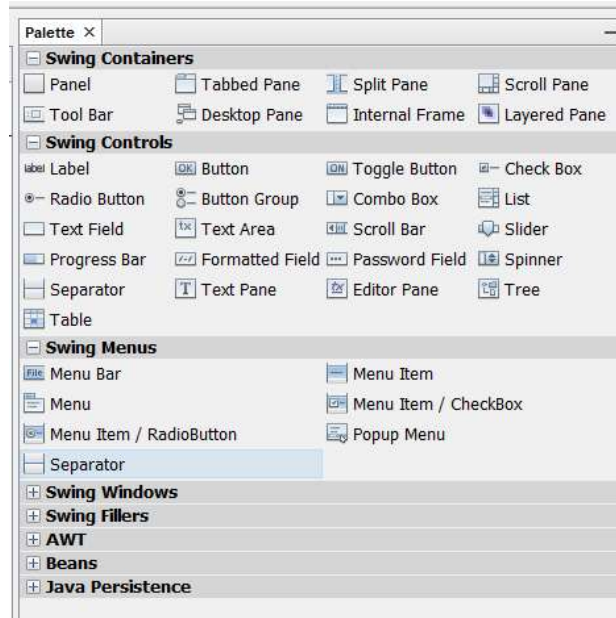 Palette
Swing Containers
Panel Tabbed Pane Split Pane Scroll Pane
Tool Bar Desktop Pane Internal Frame Layered Pane
Swing Controls
label Label OK Button ON Toggle Button Check Box
Radio Button Button Group Combo Box List
Text Field tx Text Area Scroll Bar Slider
Progress Bar Formatted Field Password Field Spinner
Separator T Text Pane Editor Pane Tree
Table
Swing Menus
File Menu Bar Menu Item
Menu Menu Item / CheckBox
Menu Item / RadioButton Popup Menu
Separator
Swing Windows
Swing Fillers
AWT
Beans
Java Persistence